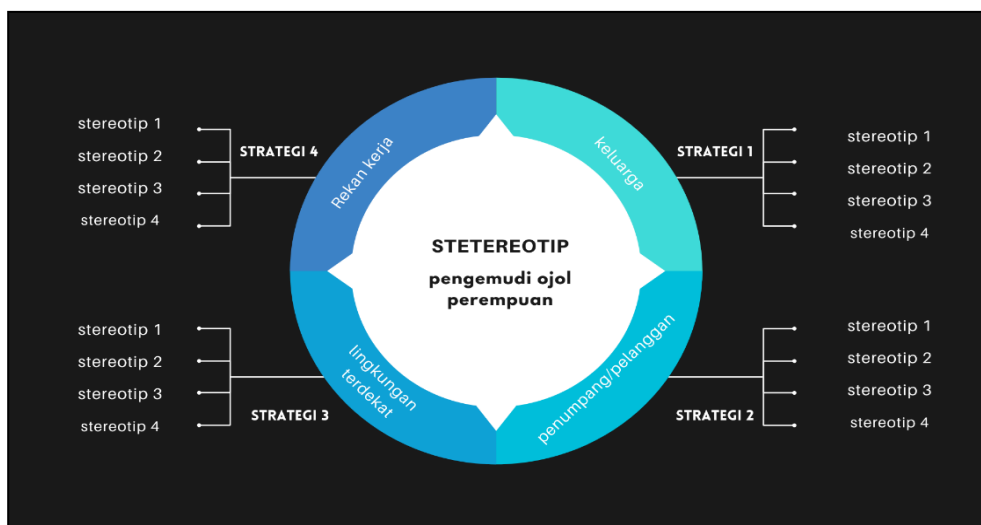 stereotip 1
stereotip 2
stereotip 3
stereotip 4
STRATEGI 4
Rekan kerja
keluarga
STRATEGI 1
stereotip 1
stereotip 2
stereotip 3
stereotip 4
STETEREOTIP
pengemudi ojol
perempuan
stereotip 1
stereotip 2
stereotip 3
stereotip 4
STRATEGI 3
lingkungan
terdekat
penumpang/pelanggan
STRATEGI 2
stereotip 1
stereotip 2
stereotip 3
stereotip 4